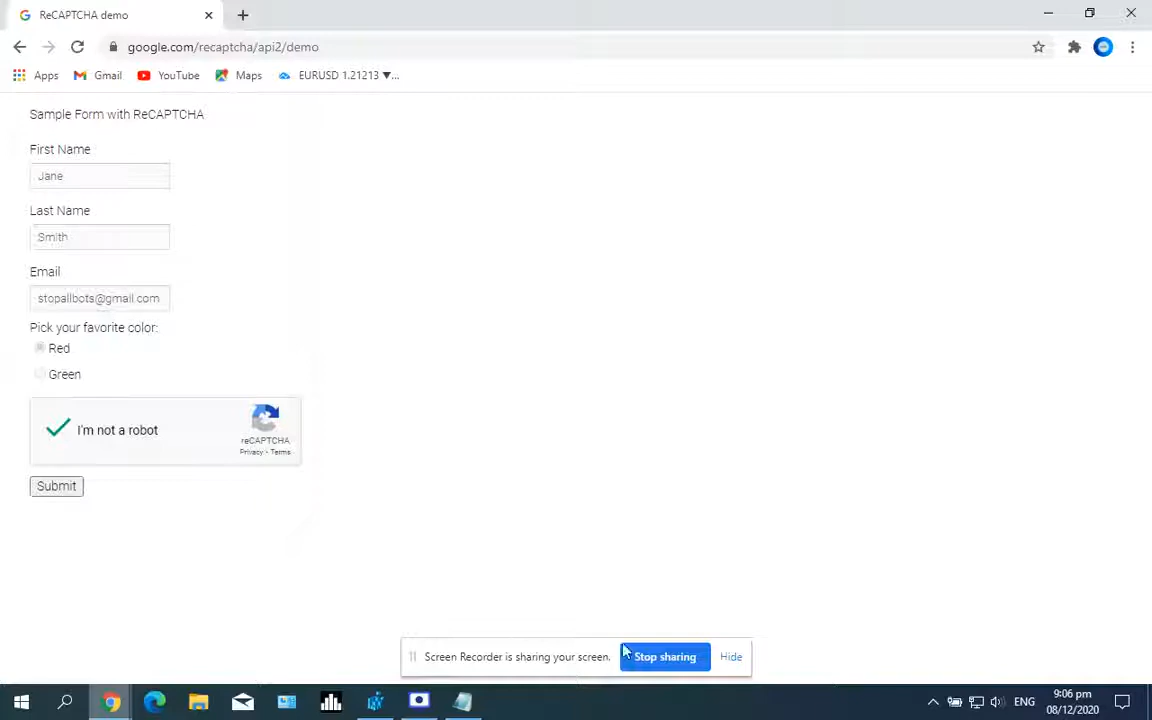 ReCAPTCHA demo
google.com/recaptcha/api2/demo
Apps Gmail YouTube Maps EURUSD 1.21213 ▼...
Sample Form with ReCAPTCHA
First Name
Jane
Last Name
Smith
Email
stopallbots@gmail.com
Pick your favorite color:
Red
Green
I'm not a robot
reCAPTCHA
Privacy - Terms
Submit
Screen Recorder is sharing your screen. Stop sharing Hide
ENG
9:06 pm
08/12/2020